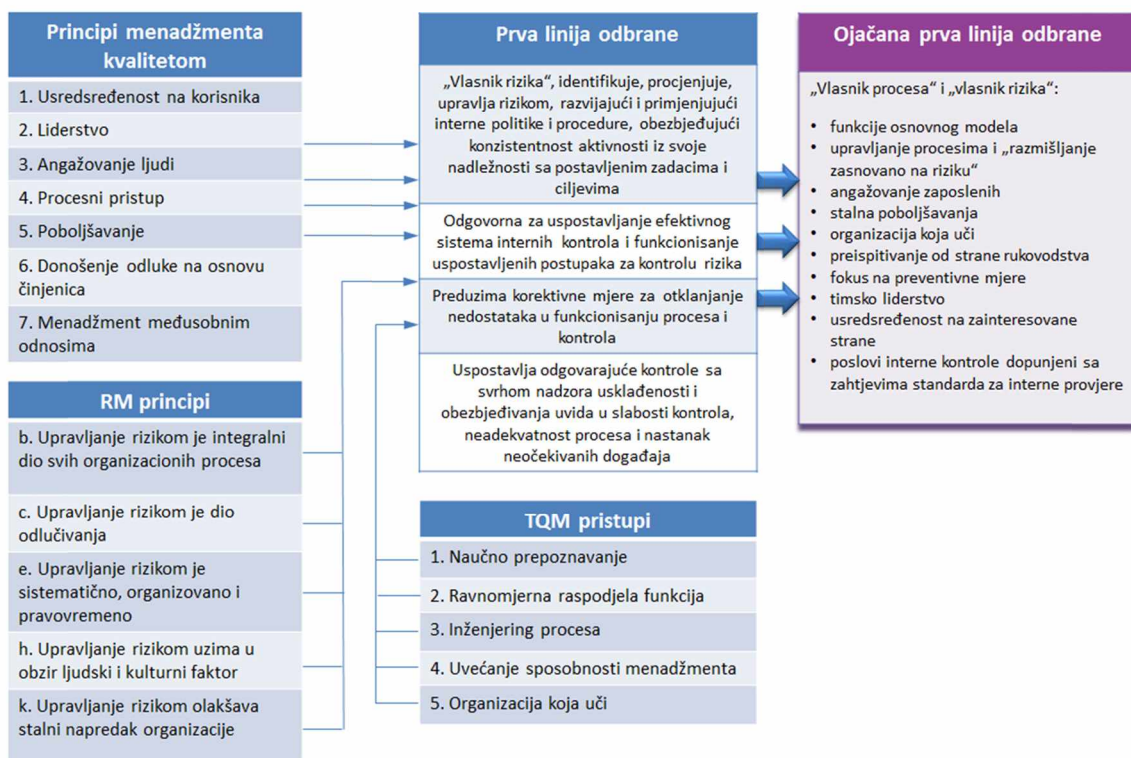 Principi menadžmenta
kvalitetom
1. Usredsređenost na korisnika
2. Liderstvo
3. Angažovanje ljudi
4. Procesni pristup
5. Poboljšavanje
6. Donošenje odluke na osnovu
činjenica
7. Menadžment međusobnim
odnosima
RM principi
b. Upravljanje rizikom je integralni
dio svih organizacionih procesa
c. Upravljanje rizikom je dio
odlučivanja
e. Upravljanje rizikom je
sistematično, organizovano i
pravovremeno
h. Upravljanje rizikom uzima u
obzir ljudski i kulturni faktor
k. Upravljanje rizikom olakšava
stalni napredak organizacije
Prva linija odbrane
„Vlasnik rizika“, identifikuje, procjenjuje,
upravlja rizikom, razvijajući i primjenjujući
interne politike i procedure, obezbjeđujući
konzistentnost aktivnosti iz svoje
nadležnosti sa postavljenim zadacima i
ciljevima
Odgovorna za uspostavljanje efektivnog
sistema internih kontrola i funkcionisanje
uspostavljenih postupaka za kontrolu rizika
Preduzima korektivne mjere za otklanjanje
nedostataka u funkcionisanju procesa i
kontrola
Uspostavlja odgovarajuće kontrole sa
svrhom nadzora usklađenosti i
obezbjeđivanja uvida u slabosti kontrola,
neadekvatnost procesa i nastanak
neočekivanih događaja
TQM pristupi
1. Naučno prepoznavanje
2. Ravnomjerna raspodjela funkcija
3. Inženjering procesa
4. Uvećanje sposobnosti menadžmenta
5. Organizacija koja uči
Ojačana prva linija odbrane
„Vlasnik procesa“ i „vlasnik rizika“:
• funkcije osnovnog modela
• upravljanje procesima i „razmišljanje
zasnovano na riziku“
• angažovanje zaposlenih
• stalna poboljšavanja
• organizacija koja uči
• preispitivanje od strane rukovodstva
• fokus na preventivne mjere
• timsko liderstvo
• usredsređenost na zainteresovane
strane
• poslovi interne kontrole dopunjeni sa
zahtjevima standarda za interne provjere